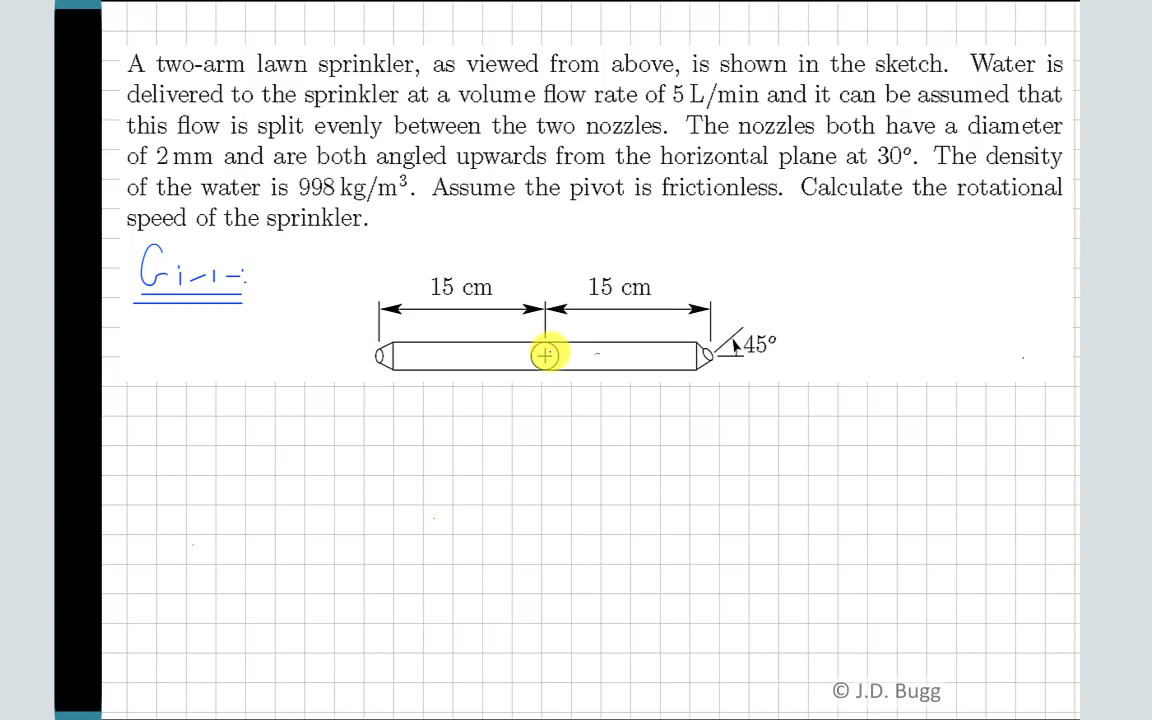 A two-arm lawn sprinkler, as viewed from above, is shown in the sketch. Water is
delivered to the sprinkler at a volume flow rate of 5 L/min and it can be assumed that
this flow is split evenly between the two nozzles. The nozzles both have a diameter
of 2 mm and are both angled upwards from the horizontal plane at 30°. The density
of the water is 998 kg/m³. Assume the pivot is frictionless. Calculate the rotational
speed of the sprinkler.
15 cm 15 cm
45°
© J.D. Bugg